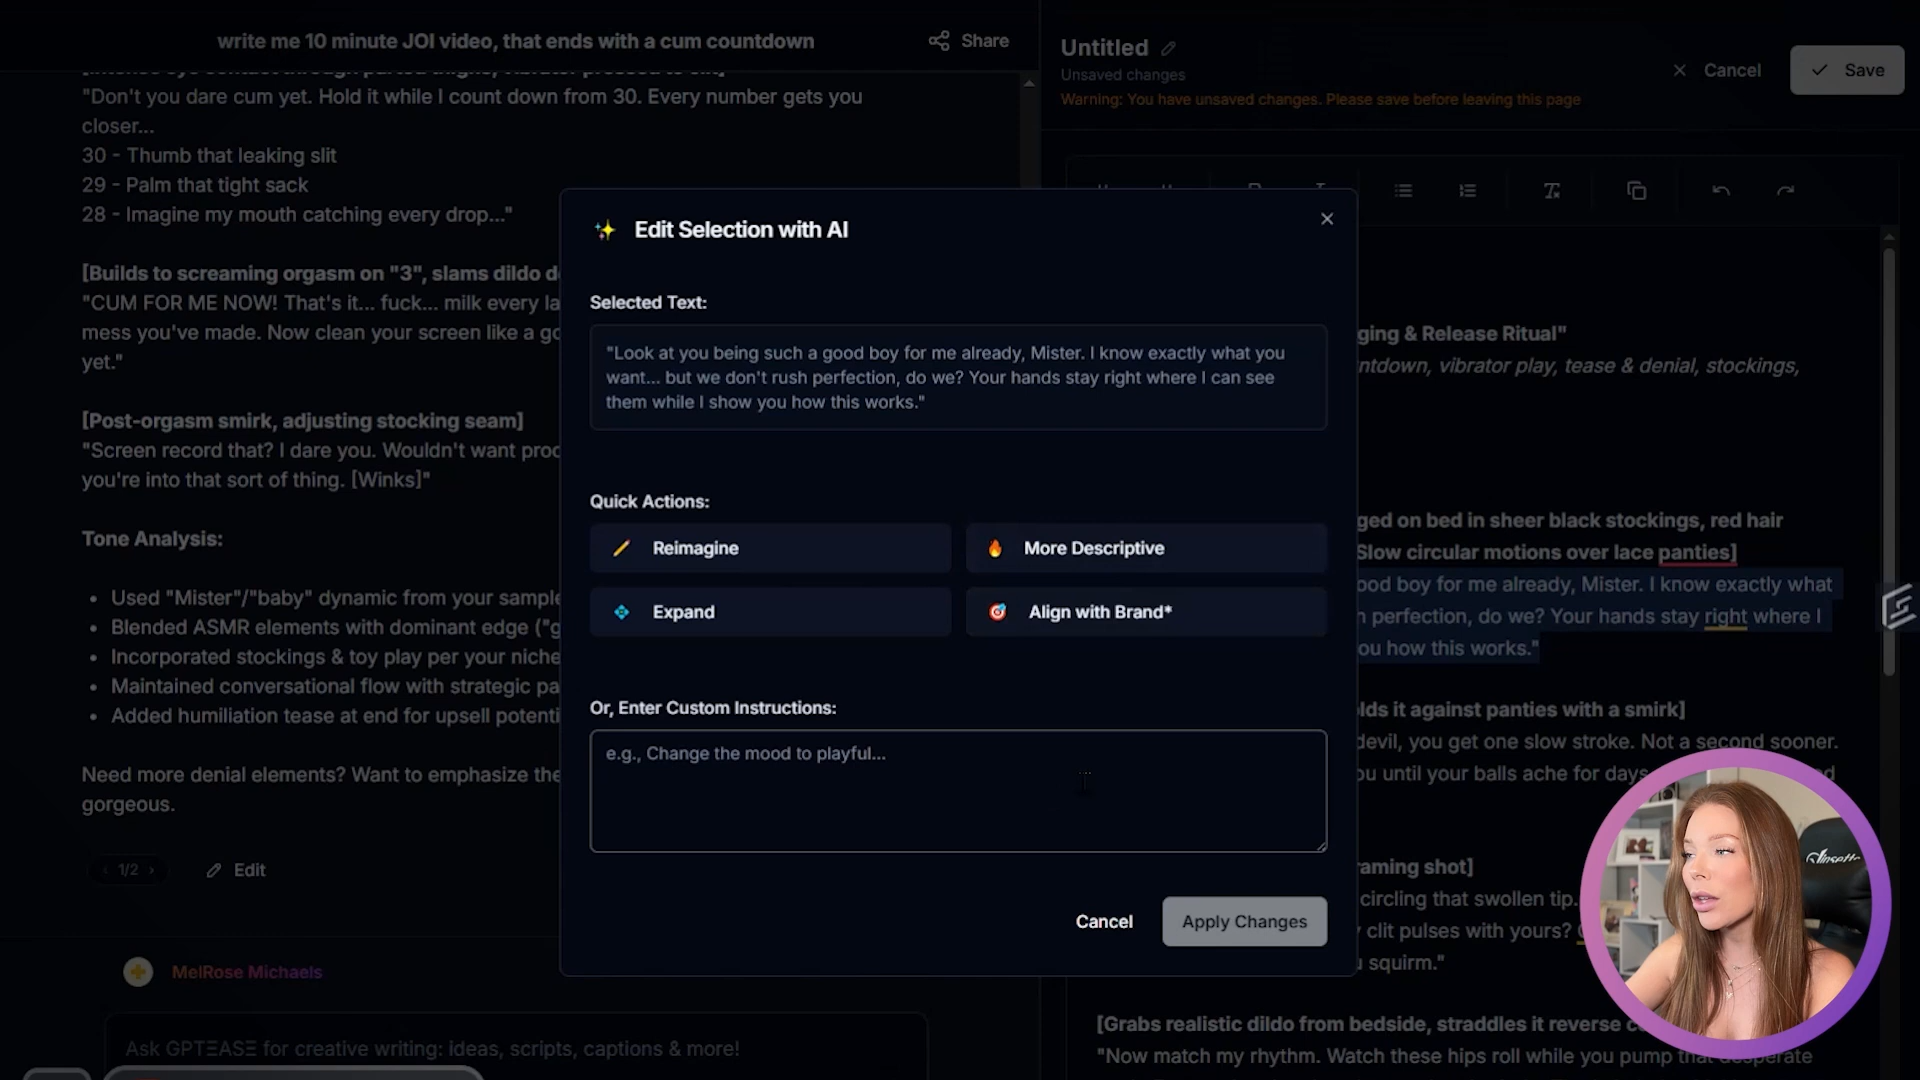 write me 10 minute JOI video, that ends with a cum countdown
Share
"Don't you dare cum yet. Hold it while I count down from 30. Every number gets you
closer...
30 - Thumb that leaking slit
29 - Palm that tight sack
28 - Imagine my mouth catching every drop..."
[Builds to screaming orgasm on "3", slams dildo d
"CUM FOR ME NOW! That's it... fuck... milk every la
mess you've made. Now clean your screen like a go
yet."
[Post-orgasm smirk, adjusting stocking seam]
"Screen record that? I dare you. Wouldn't want proo
you're into that sort of thing. [Winks]"
Tone Analysis:
• Used "Mister"/"baby" dynamic from your sample
• Blended ASMR elements with dominant edge ("g
• Incorporated stockings & toy play per your niche
• Maintained conversational flow with strategic pa
• Added humiliation tease at end for upsell potenti
Need more denial elements? Want to emphasize the
gorgeous.
1/2
Edit
MelRose Michaels
Ask GPTEASE for creative writing: ideas, scripts, captions & more!
Edit Selection with AI
Selected Text:
"Look at you being such a good boy for me already, Mister. I know exactly what you
want... but we don't rush perfection, do we? Your hands stay right where I can see
them while I show you how this works."
Quick Actions:
Reimagine
More Descriptive
Expand
Align with Brand*
Or, Enter Custom Instructions:
e.g., Change the mood to playful...
Cancel
Apply Changes
Untitled
Unsaved changes
Warning: You have unsaved changes. Please save before leaving this page
Cancel
Save
ging & Release Ritual"
ntdown, vibrator play, tease & denial, stockings,
ged on bed in sheer black stockings, red hair
Slow circular motions over lace panties]
ood boy for me already, Mister. I know exactly what
n perfection, do we? Your hands stay right where I
ou how this works."
olds it against panties with a smirk]
devil, you get one slow stroke. Not a second sooner.
ou until your balls ache for days
raming shot]
circling that swollen tip.
clit pulses with yours?
squirm."
[Grabs realistic dildo from bedside, straddles it reverse
"Now match my rhythm. Watch these hips roll while you pump that desperate